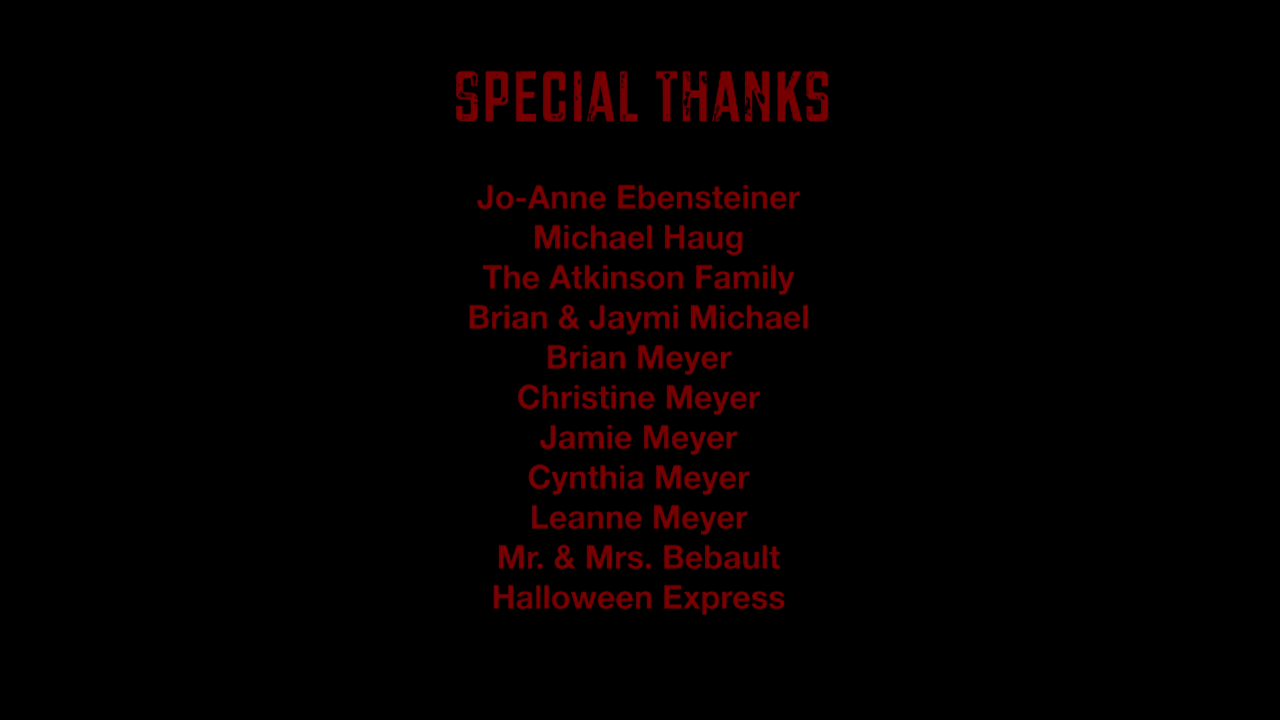 SPECIAL THANKS
Jo-Anne Ebensteiner
Michael Haug
The Atkinson Family
Brian & Jaymi Michael
Brian Meyer
Christine Meyer
Jamie Meyer
Cynthia Meyer
Leanne Meyer
Mr. & Mrs. Bebault
Halloween Express